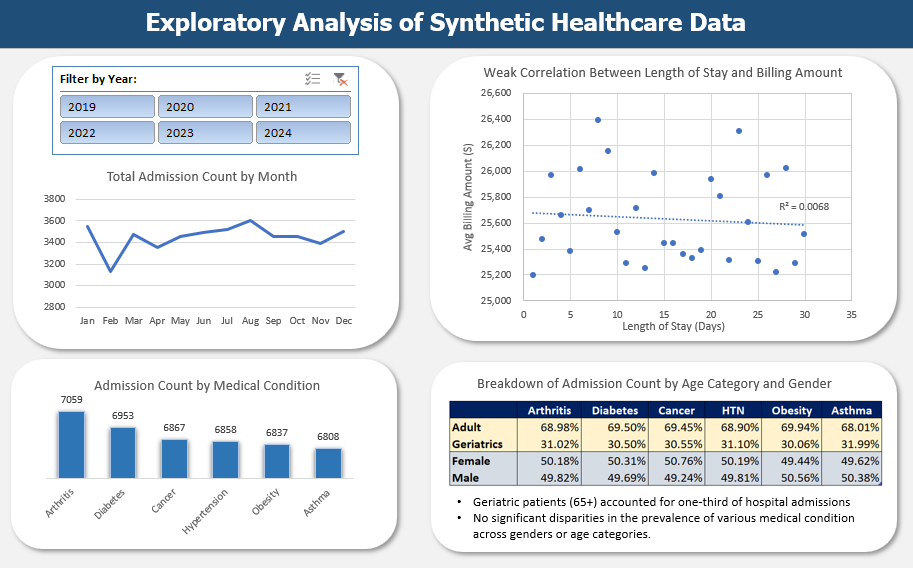 Exploratory Analysis of Synthetic Healthcare Data
Filter by Year:
2019 2020 2021
2022 2023 2024
Total Admission Count by Month
3800
3600
3400
3200
3000
2800
Jan Feb Mar Apr May Jun Jul Aug Sep Oct Nov Dec
Weak Correlation Between Length of Stay and Billing Amount
Avg Billing Amount ($)
26,600
26,400
26,200
26,000
25,800
25,600
25,400
25,200
25,000
R² = 0.0068
0 5 10 15 20 25 30 35
Length of Stay (Days)
Admission Count by Medical Condition
7059
6953
6867
6858
6837
6808
Arthritis
Diabetes
Cancer
Hypertension
Obesity
Asthma
Breakdown of Admission Count by Age Category and Gender
Arthritis Diabetes Cancer HTN Obesity Asthma
Adult 68.98% 69.50% 69.45% 68.90% 69.94% 68.01%
Geriatrics 31.02% 30.50% 30.55% 31.10% 30.06% 31.99%
Female 50.18% 50.31% 50.76% 50.19% 49.44% 49.62%
Male 49.82% 49.69% 49.24% 49.81% 50.56% 50.38%
• Geriatric patients (65+) accounted for one-third of hospital admissions
• No significant disparities in the prevalence of various medical condition
across genders or age categories.